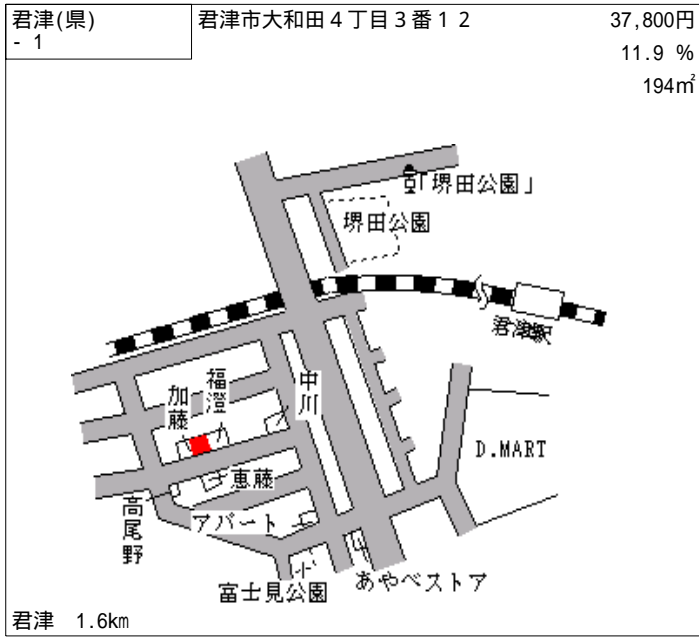 君津(県)
- 1
君津市大和田４丁目３番１２
37,800円
11.9 %
194㎡
「堺田公園」
堺田公園
君津駅
福澄
加藤
中川
恵藤
D.MART
高尾野
アパート
富士見公園
あやべストア
君津 1.6km